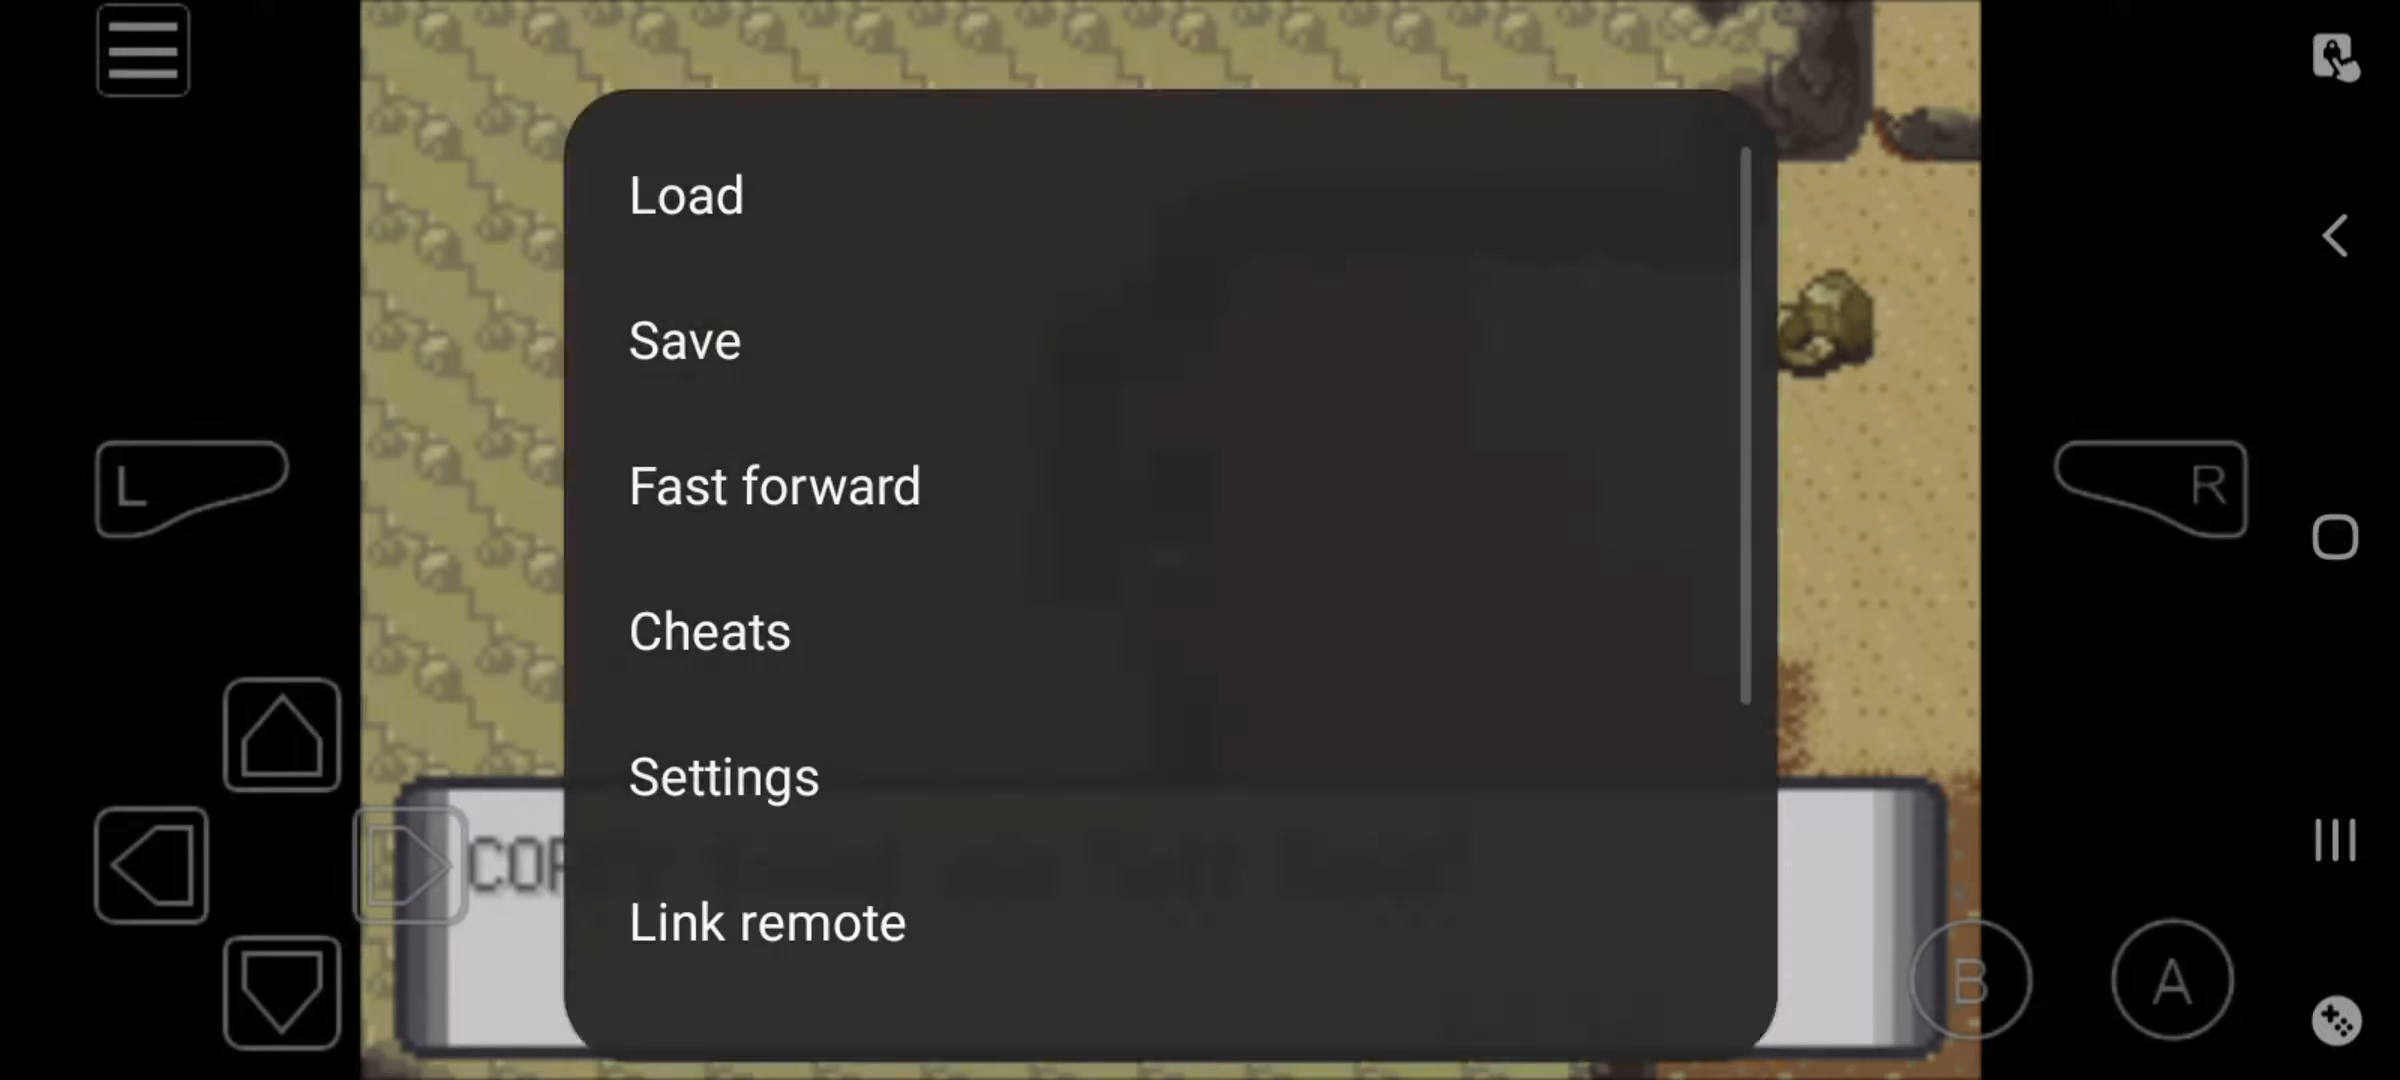 Load
Save
Fast forward
L
R
Cheats
Settings
Link remote
B
A